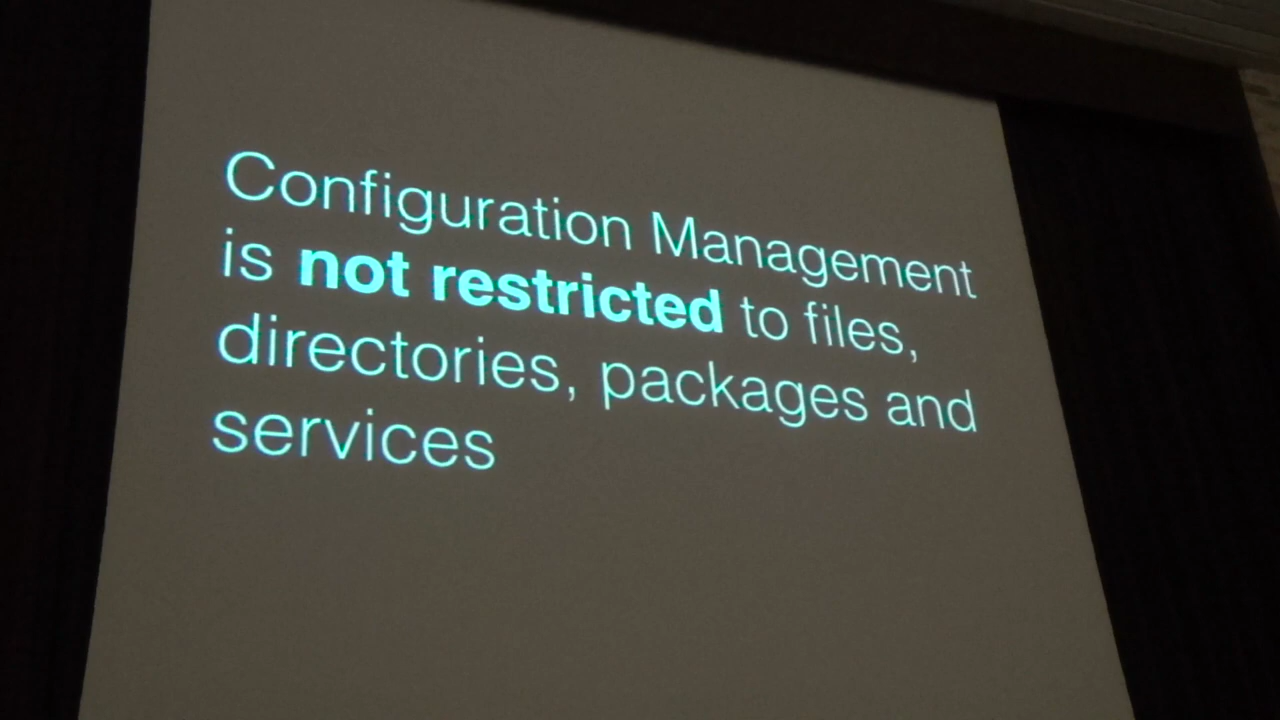 Configuration Management
is not restricted to files,
directories, packages and
services